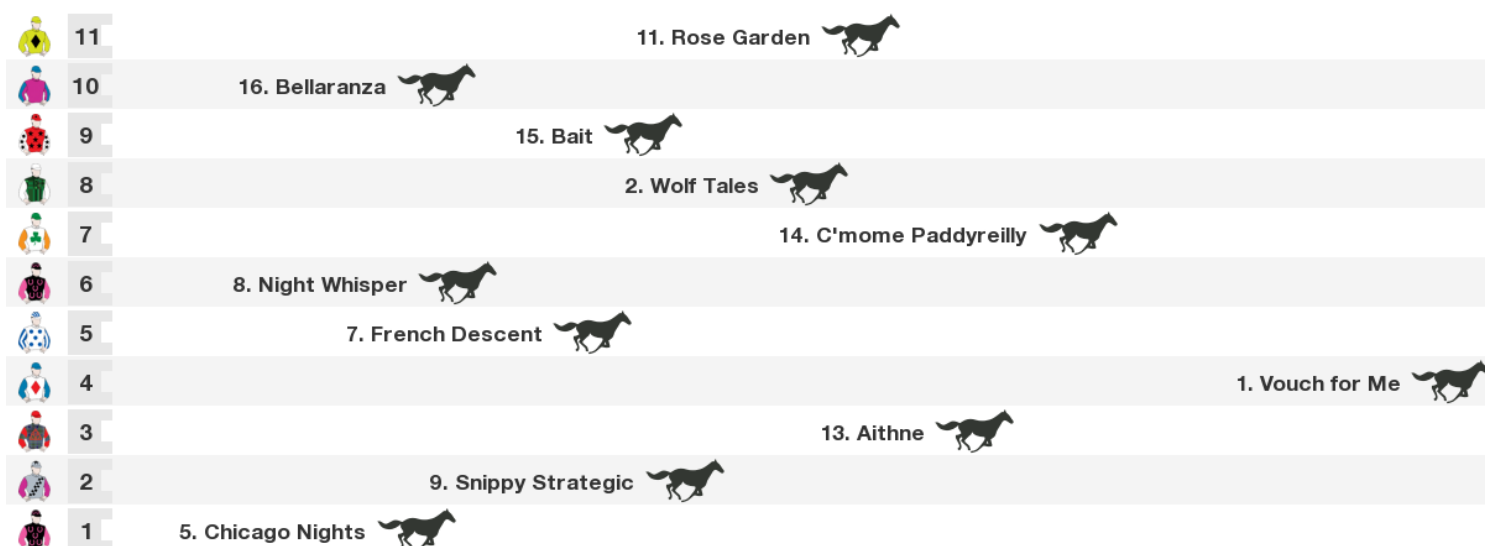 11 11. Rose Garden
10 16. Bellaranza
9 15. Bait
8 2. Wolf Tales
7 14. C'mome Paddyreilly
6 8. Night Whisper
5 7. French Descent
4 1. Vouch for Me
3 13. Aithne
2 9. Snippy Strategic
1 5. Chicago Nights